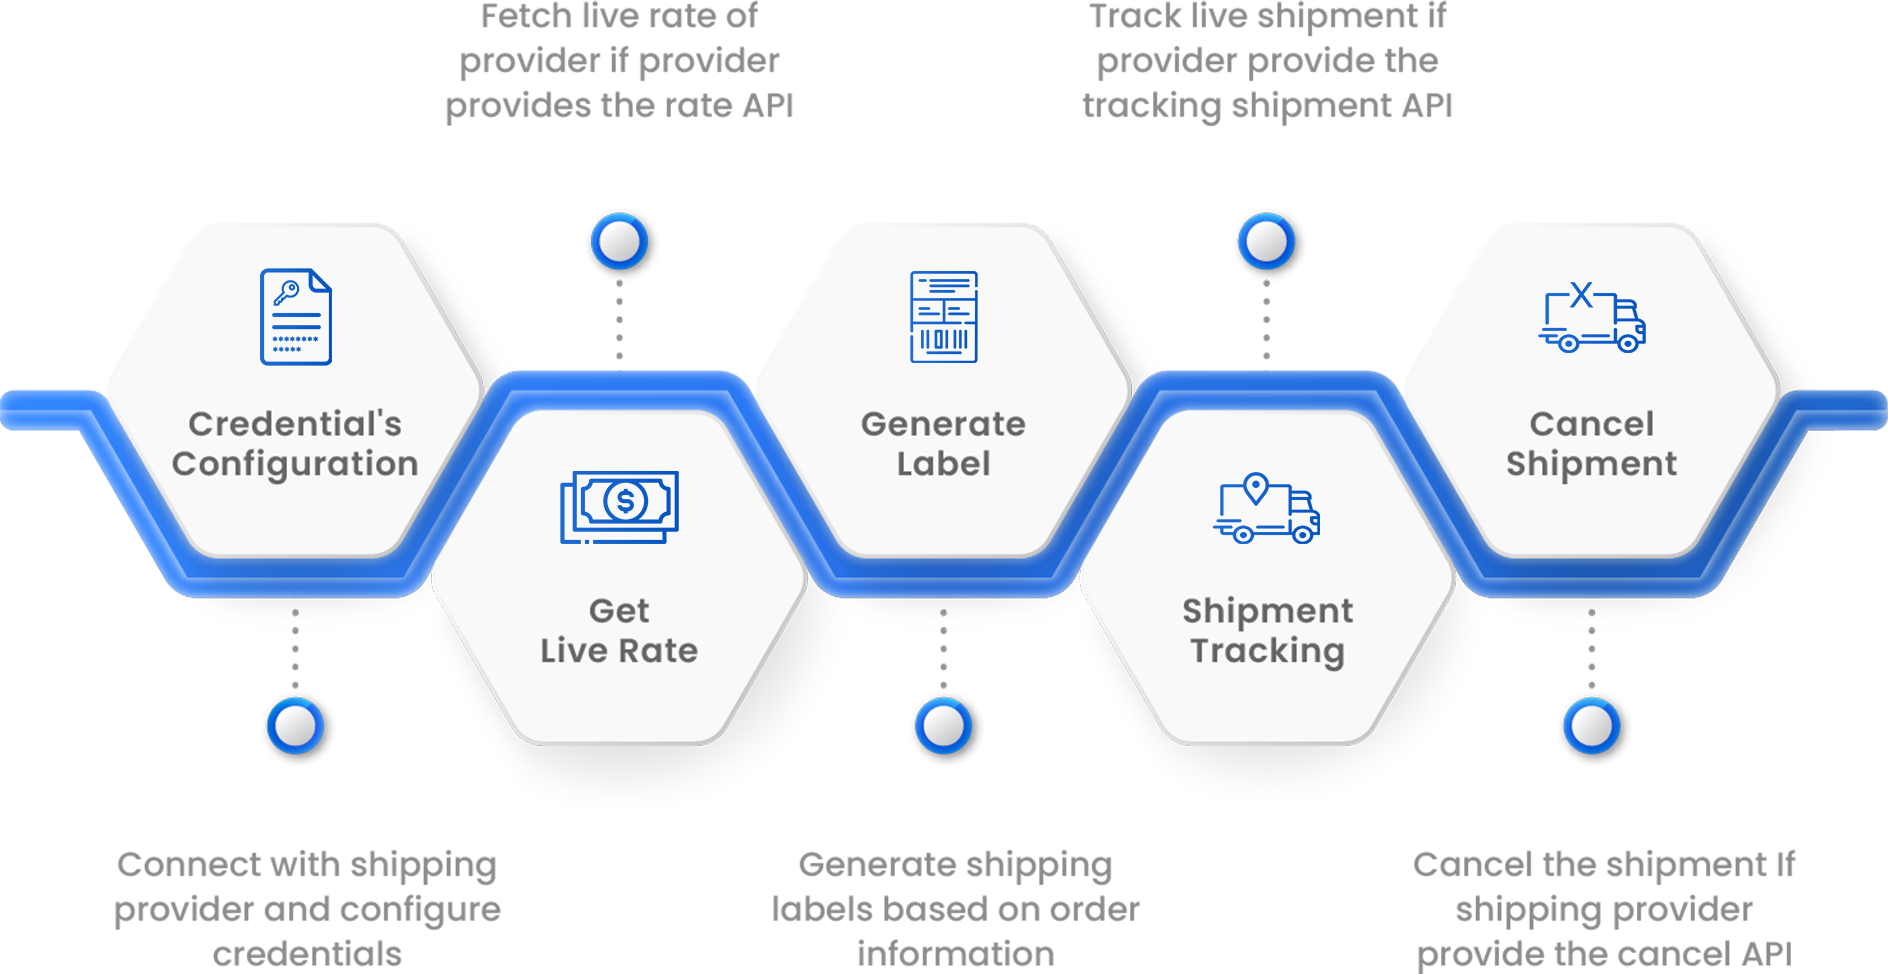 Fetch live rate of
provider if provider
provides the rate API
Track live shipment if
provider provide the
tracking shipment API
Credential's
Configuration
Get
Live Rate
Generate
Label
Shipment
Tracking
Cancel
Shipment
Connect with shipping
provider and configure
credentials
Generate shipping
labels based on order
information
Cancel the shipment If
shipping provider
provide the cancel API